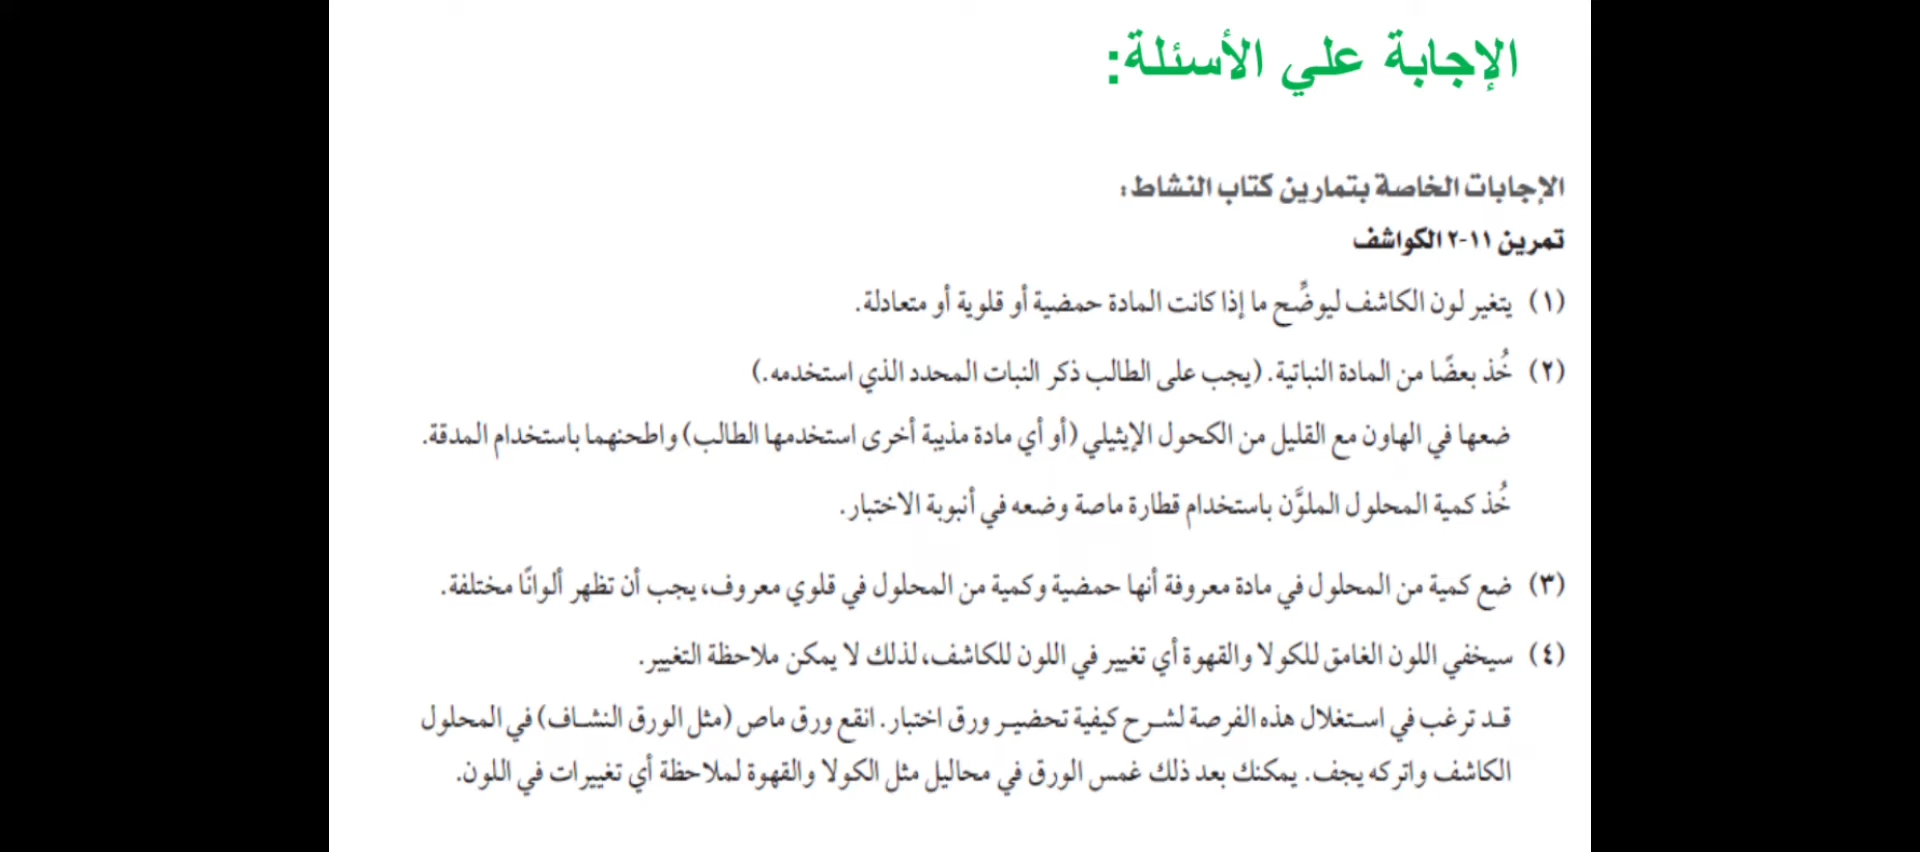 الإجابة علي الأسئلة:
الإجابات الخاصة بتمارين كتاب النشاط:
تمرين ١١-٢ الكواشف
(١) يتغير لون الكاشف ليوضِّح ما إذا كانت المادة حمضية أو قلوية أو متعادلة.
(٢) خُذ بعضًا من المادة النباتية. (يجب على الطالب ذكر النبات المحدد الذي استخدمه.)
ضعها في الهاون مع القليل من الكحول الإيثيلي (أو أي مادة مذيبة أخرى استخدمها الطالب) واطحنهما باستخدام المدقة.
خُذ كمية المحلول الملوَّن باستخدام قطارة ماصة وضعه في أنبوبة الاختبار.
(٣) ضع كمية من المحلول في مادة معروفة أنها حمضية وكمية من المحلول في قلوي معروف، يجب أن تظهر ألوانًا مختلفة.
(٤) سيخفي اللون الغامق للكولا والقهوة أي تغيير في اللون للكاشف، لذلك لا يمكن ملاحظة التغيير.
قد ترغب في استغلال هذه الفرصة لشرح كيفية تحضير ورق اختبار. انقع ورق ماص (مثل الورق النشاف) في المحلول
الكاشف واتركه يجف. يمكنك بعد ذلك غمس الورق في محاليل مثل الكولا والقهوة لملاحظة أي تغييرات في اللون.